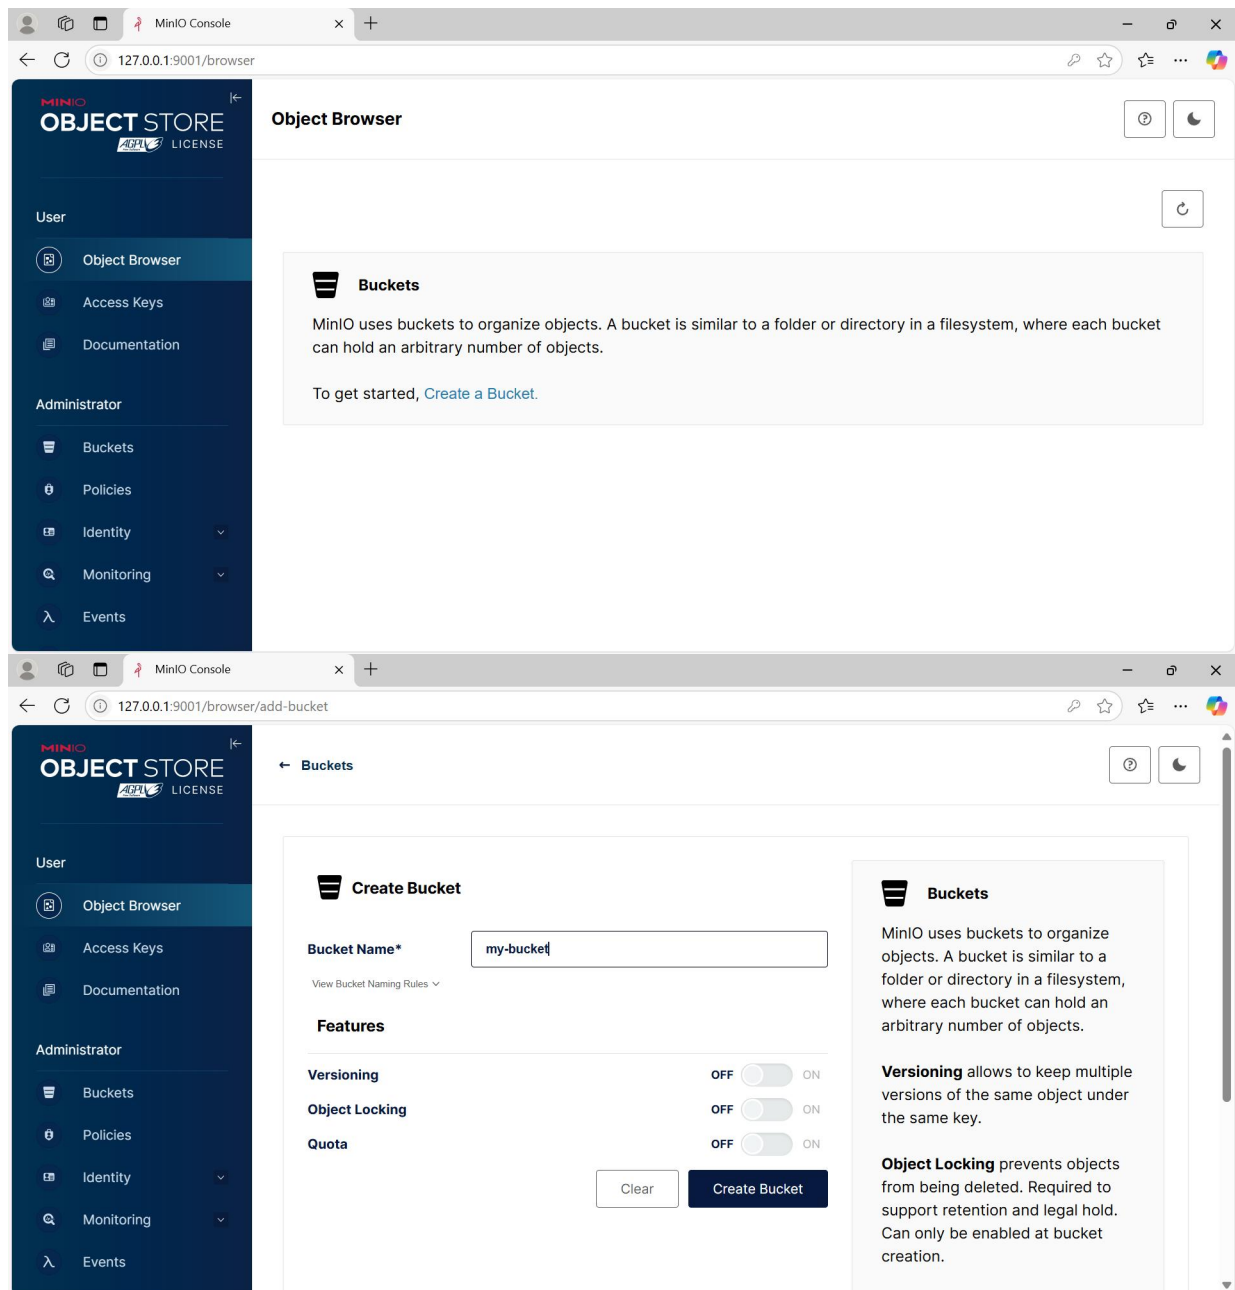 MinIO Console
127.0.0.1:9001/browser
MINIO
OBJECT STORE
AGPLV3 LICENSE
User
Object Browser
Access Keys
Documentation
Administrator
Buckets
Policies
Identity
Monitoring
Events
Object Browser
Buckets
MinIO uses buckets to organize objects. A bucket is similar to a folder or directory in a filesystem, where each bucket
can hold an arbitrary number of objects.
To get started, Create a Bucket.
MinIO Console
127.0.0.1:9001/browser/add-bucket
MINIO
OBJECT STORE
AGPLV3 LICENSE
User
Object Browser
Access Keys
Documentation
Administrator
Buckets
Policies
Identity
Monitoring
Events
← Buckets
Create Bucket
Bucket Name* my-bucket
View Bucket Naming Rules
Features
Versioning OFF ON
Object Locking OFF ON
Quota OFF ON
Clear Create Bucket
Buckets
MinIO uses buckets to organize
objects. A bucket is similar to a
folder or directory in a filesystem,
where each bucket can hold an
arbitrary number of objects.
Versioning allows to keep multiple
versions of the same object under
the same key.
Object Locking prevents objects
from being deleted. Required to
support retention and legal hold.
Can only be enabled at bucket
creation.